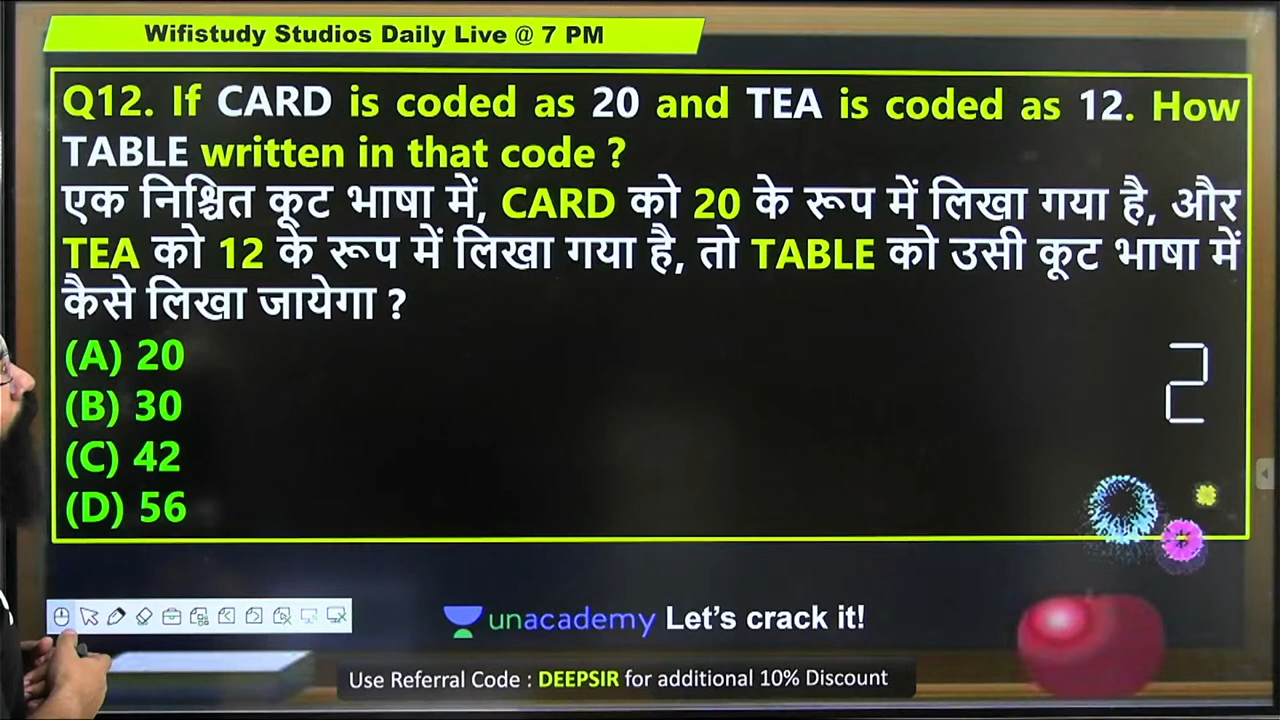 Wifistudy Studios Daily Live @ 7 PM
Q12. If CARD is coded as 20 and TEA is coded as 12. How
TABLE written in that code ?
एक निश्चित कूट भाषा में, CARD को 20 के रूप में लिखा गया है, और
TEA को 12 के रूप में लिखा गया है, तो TABLE को उसी कूट भाषा में
कैसे लिखा जायेगा ?
(A) 20
(B) 30
(C) 42
(D) 56
2
unacademy Let's crack it!
Use Referral Code : DEEPSIR for additional 10% Discount